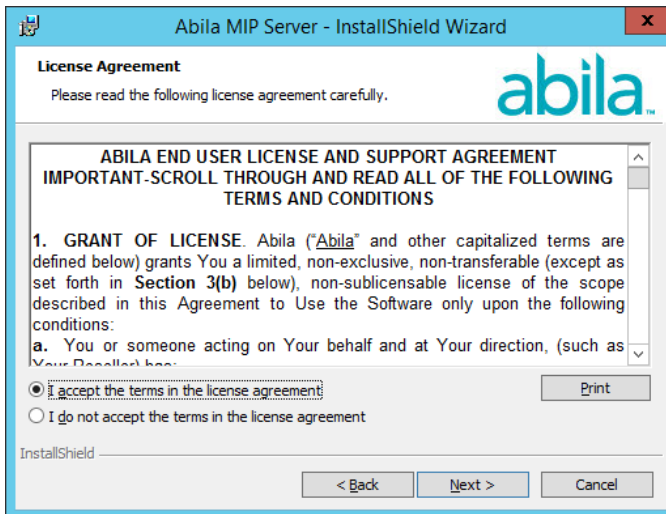 Abila MIP Server - InstallShield Wizard
x
License Agreement
Please read the following license agreement carefully.
abila
ABILA END USER LICENSE AND SUPPORT AGREEMENT
IMPORTANT-SCROLL THROUGH AND READ ALL OF THE FOLLOWING
TERMS AND CONDITIONS
1. GRANT OF LICENSE. Abila (“Abila” and other capitalized terms are
defined below) grants You a limited, non-exclusive, non-transferable (except as
set forth in Section 3(b) below), non-sublicensable license of the scope
described in this Agreement to Use the Software only upon the following
conditions:
a. You or someone acting on Your behalf and at Your direction, (such as
Your Reseller) has:
I accept the terms in the license agreement
Print
I do not accept the terms in the license agreement
InstallShield
< Back
Next >
Cancel